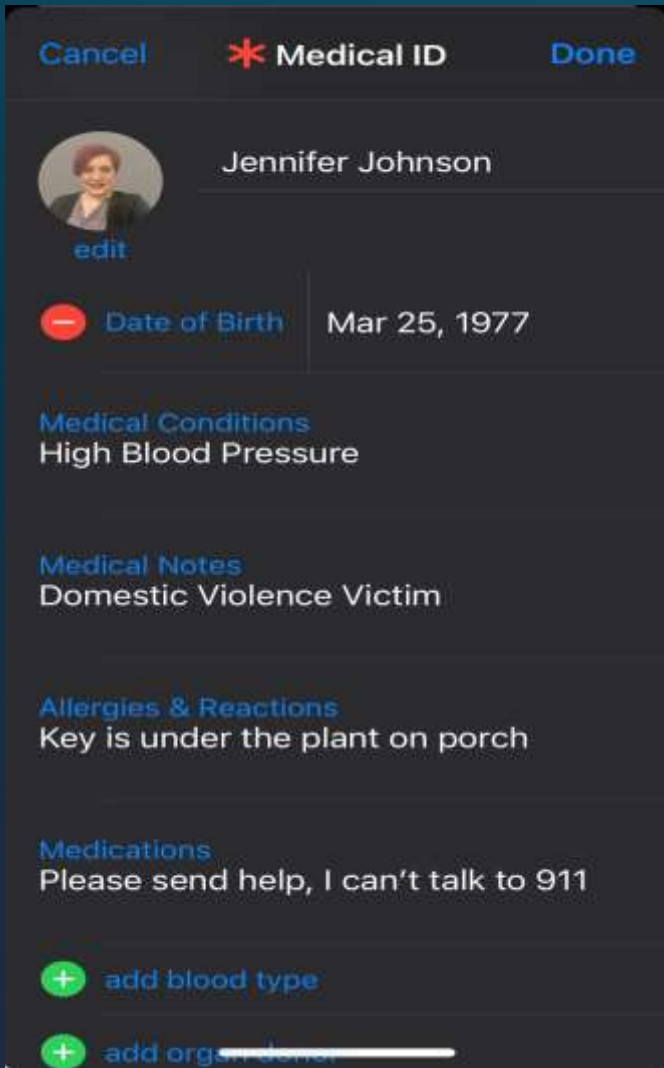 Cancel * Medical ID Done
Jennifer Johnson
edit
Date of Birth Mar 25, 1977
Medical Conditions
High Blood Pressure
Medical Notes
Domestic Violence Victim
Allergies & Reactions
Key is under the plant on porch
Medications
Please send help, I can't talk to 911
add blood type
add organ donor